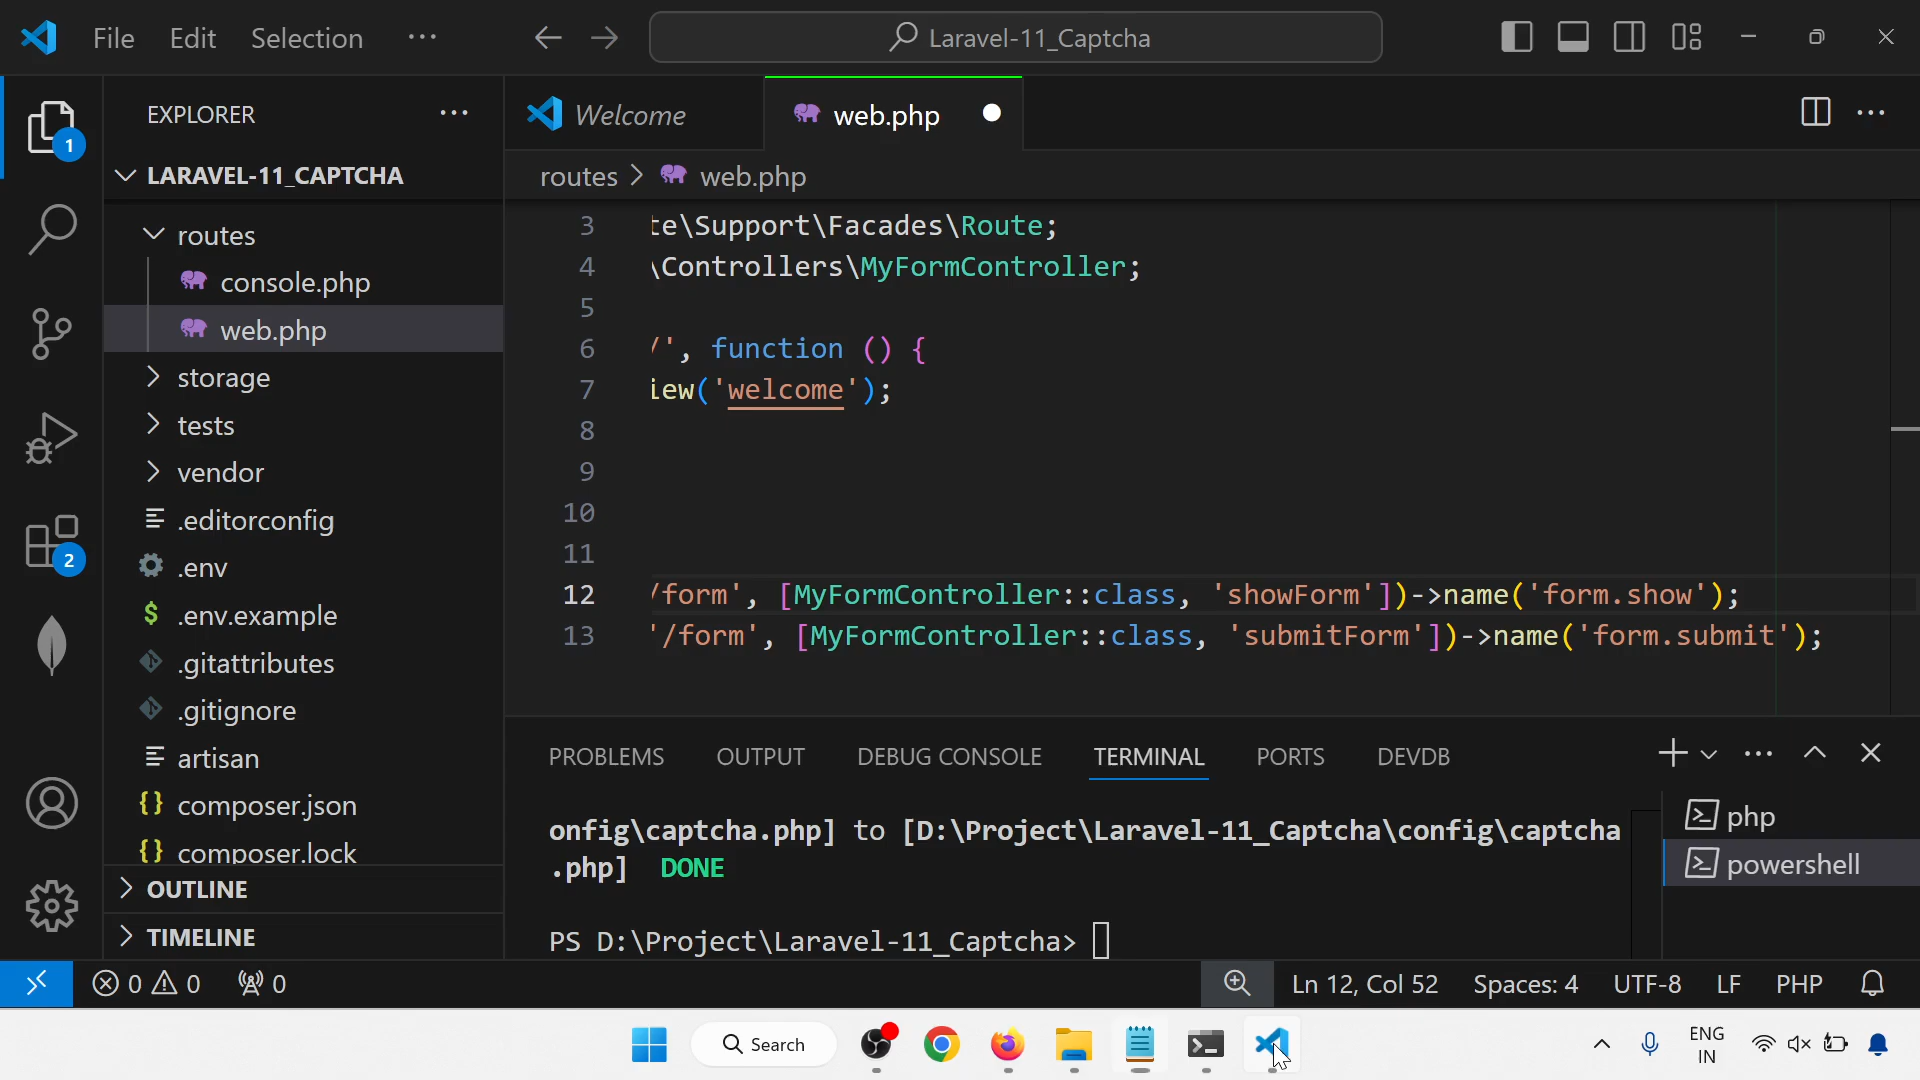 File Edit Selection ···
Laravel-11_Captcha
EXPLORER ···
Welcome
web.php
1
LARAVEL-11_CAPTCHA
routes > web.php
routes
console.php
web.php
storage
tests
vendor
.editorconfig
.env
.env.example
.gitattributes
.gitignore
artisan
composer.json
composer.lock
OUTLINE
TIMELINE
2
3 te\Support\Facades\Route;
4 \Controllers\MyFormController;
5
6 /', function () {
7 iew('welcome');
8
9
10
11
12 /form', [MyFormController::class, 'showForm'])->name('form.show');
13 '/form', [MyFormController::class, 'submitForm'])->name('form.submit');
PROBLEMS OUTPUT DEBUG CONSOLE TERMINAL PORTS DEVDB
onfig\captcha.php] to [D:\Project\Laravel-11_Captcha\config\captcha
.php] DONE
PS D:\Project\Laravel-11_Captcha>
php
powershell
0 0 0
Ln 12, Col 52 Spaces: 4 UTF-8 LF PHP
Search
ENG
IN